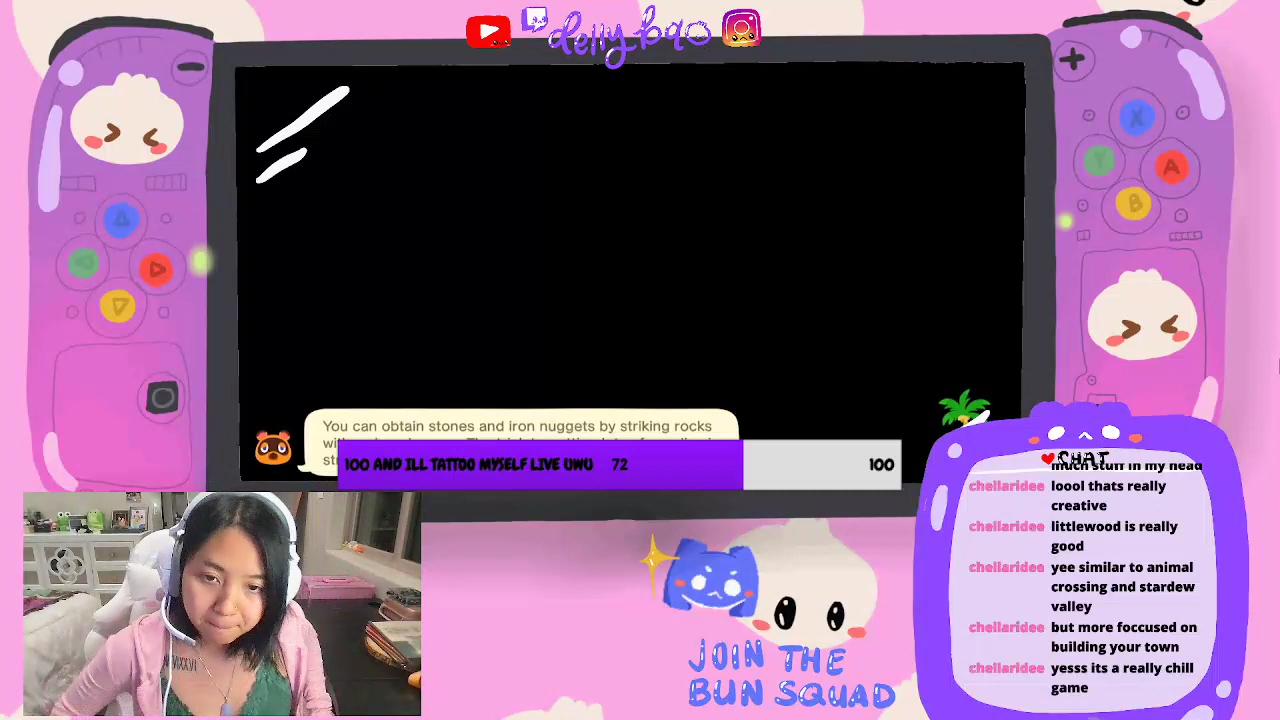 dellybao
X
Y
A
B
You can obtain stones and iron nuggets by striking rocks
100 AND ILL TATTOO MYSELF LIVE UWU 72 100
CHAT
much stuff in my head
chellaridee loool thats really
creative
chellaridee littlewood is really
good
chellaridee yee similar to animal
crossing and stardew
valley
chellaridee but more foccused on
building your town
chellaridee yesss its a really chill
game
JOIN THE
BUN SQUAD